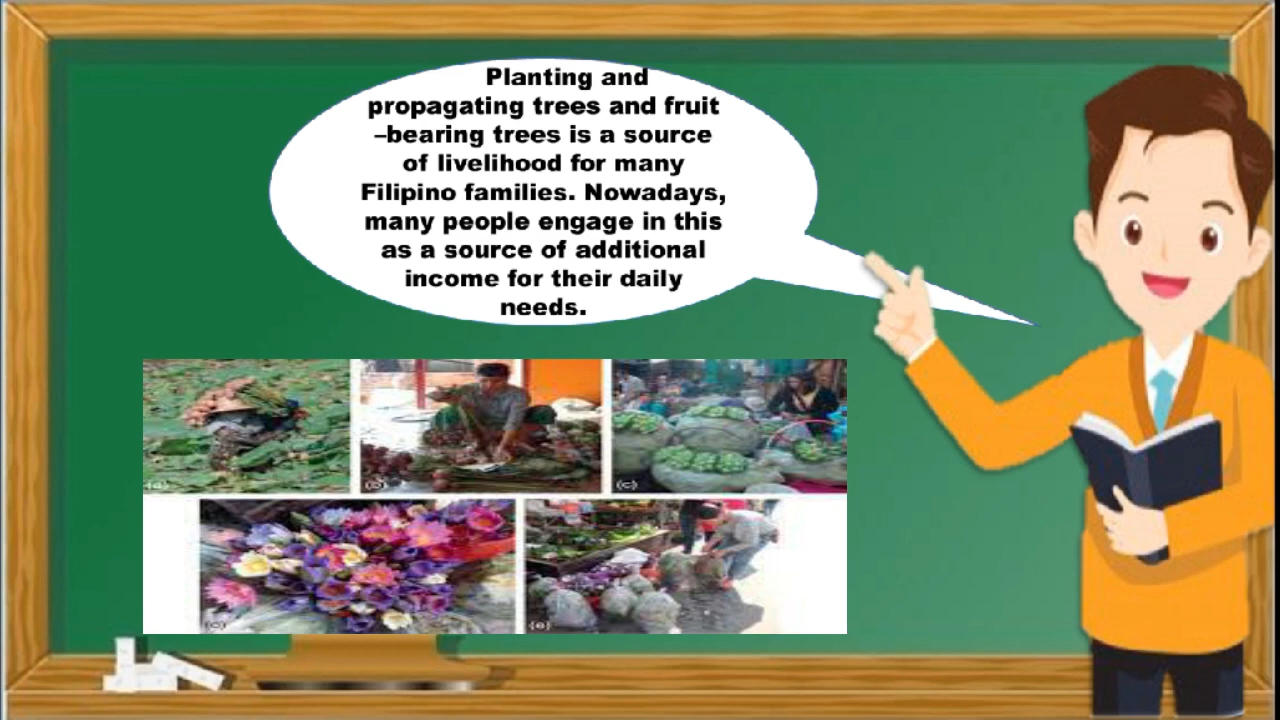 Planting and
propagating trees and fruit
–bearing trees is a source
of livelihood for many
Filipino families. Nowadays,
many people engage in this
as a source of additional
income for their daily
needs.
(b)
(c)
(e)